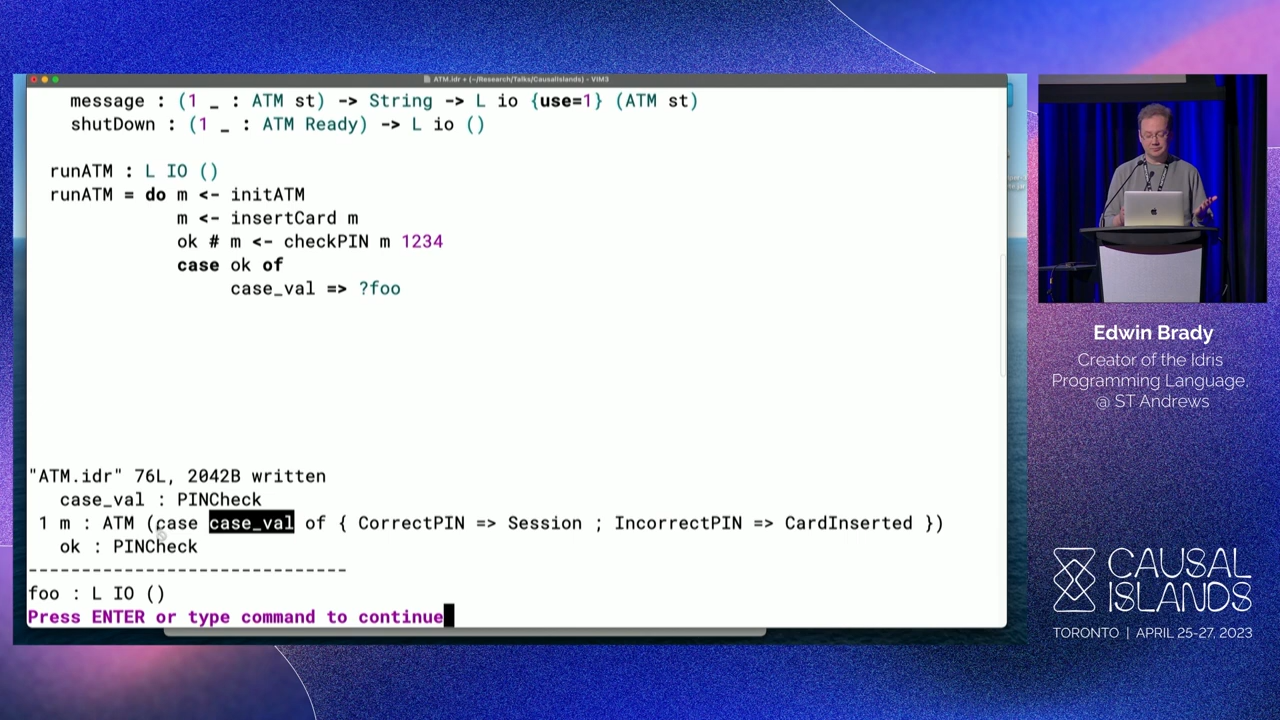 ATM.idr + (~/Research/Talks/CausalIslands) - VIM3
message : (1 _ : ATM st) -> String -> L io {use=1} (ATM st)
shutDown : (1 _ : ATM Ready) -> L io ()
runATM : L IO ()
runATM = do m <- initATM
m <- insertCard m
ok # m <- checkPIN m 1234
case ok of
case_val => ?foo
"ATM.idr" 76L, 2042B written
case_val : PINCheck
1 m : ATM (case case_val of { CorrectPIN => Session ; IncorrectPIN => CardInserted })
ok : PINCheck
-----------------------------
foo : L IO ()
Press ENTER or type command to continue
Edwin Brady
Creator of the Idris
Programming Language,
@ ST Andrews
CAUSAL
ISLANDS
TORONTO | APRIL 25-27, 2023